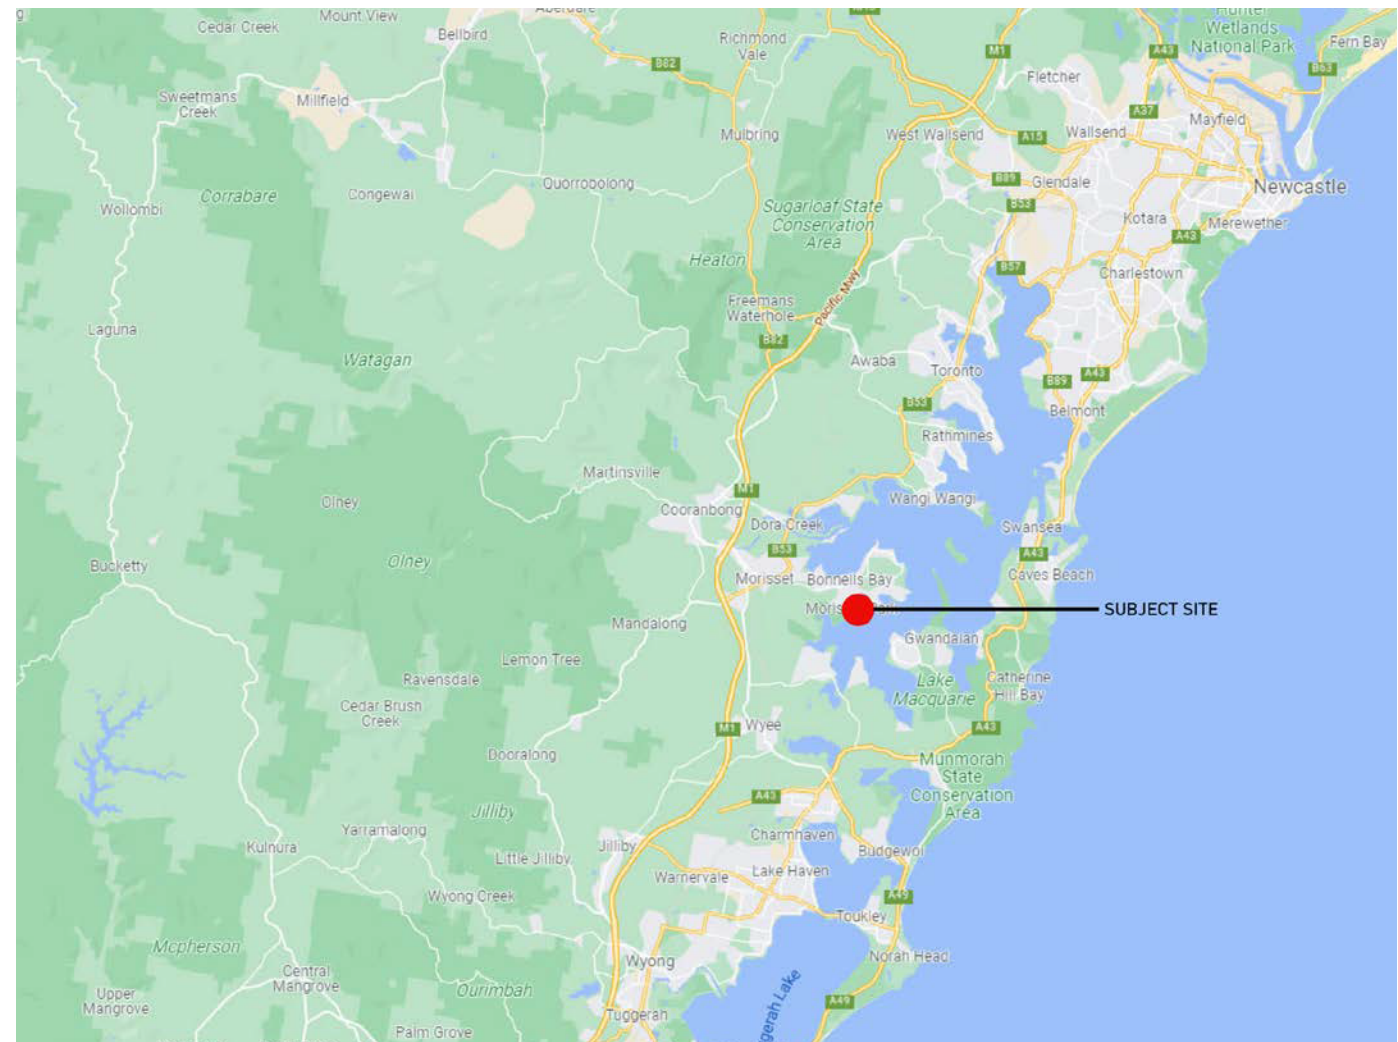 Cedar Creek
Mount View
Bellbird
Aberdare
Richmond
Vale
Hunter
Wetlands
National Park
Fern Bay
M1
A43
B63
B82
Fletcher
Sweetmans
Creek
Millfield
A37
Mayfield
Mulbring
West Wallsend
A15
Wallsend
Quorrobolong
B89
Glendale
Newcastle
Corrabare
Congewai
Wollombi
Sugarloaf State
Conservation
Area
B53
Kotara
Merewether
A43
Heaton
B57
Charlestown
Pacific Mwy
Freemans
Waterhole
Laguna
B82
Watagan
Awaba
Toronto
B89
A43
B53
Belmont
Rathmines
Martinsville
M1
Wangi Wangi
Olney
Cooranbong
Dora Creek
Swansea
B53
A43
Olney
Bucketty
Morisset
Bonnells Bay
Caves Beach
SUBJECT SITE
Mandalong
Gwandalan
Lemon Tree
Ravensdale
Lake
Macquarie
Catherine
Hill Bay
Cedar Brush
Creek
M1
Wyee
A43
Dooralong
Munmorah
State
Conservation
Area
A43
Jilliby
Yarramalong
Charmhaven
Kulnura
Little Jilliby
Jilliby
Budgewoi
Warnervale
Lake Haven
Wyong Creek
A49
Toukley
Mcpherson
Wyong
Norah Head
Central
Mangrove
Ourimbah
Upper
Mangrove
A49
Tuggerah
gerah Lake
Palm Grove